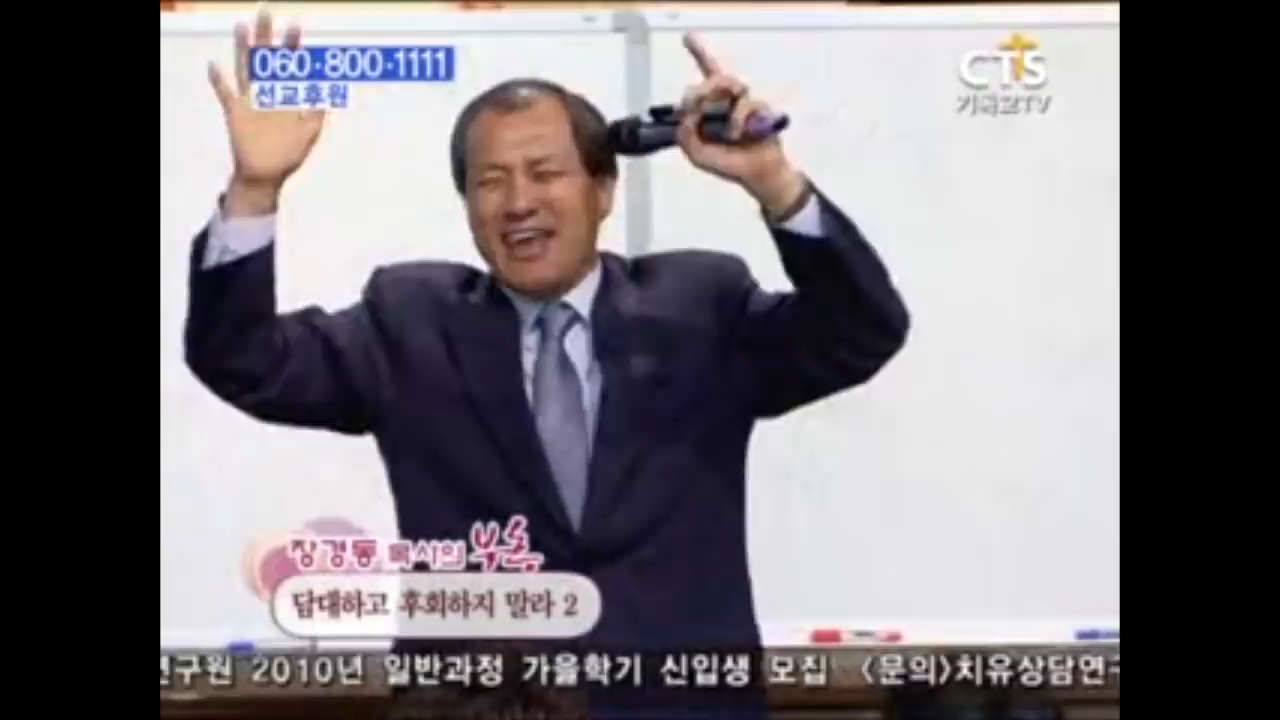 060·800·1111
선교후원
CTS
기독교TV
장경동 목사의 부흥
담대하고 후회하지 말라 2
연구원 2010년 일반과정 가을학기 신입생 모집 <문의>치유상담연구